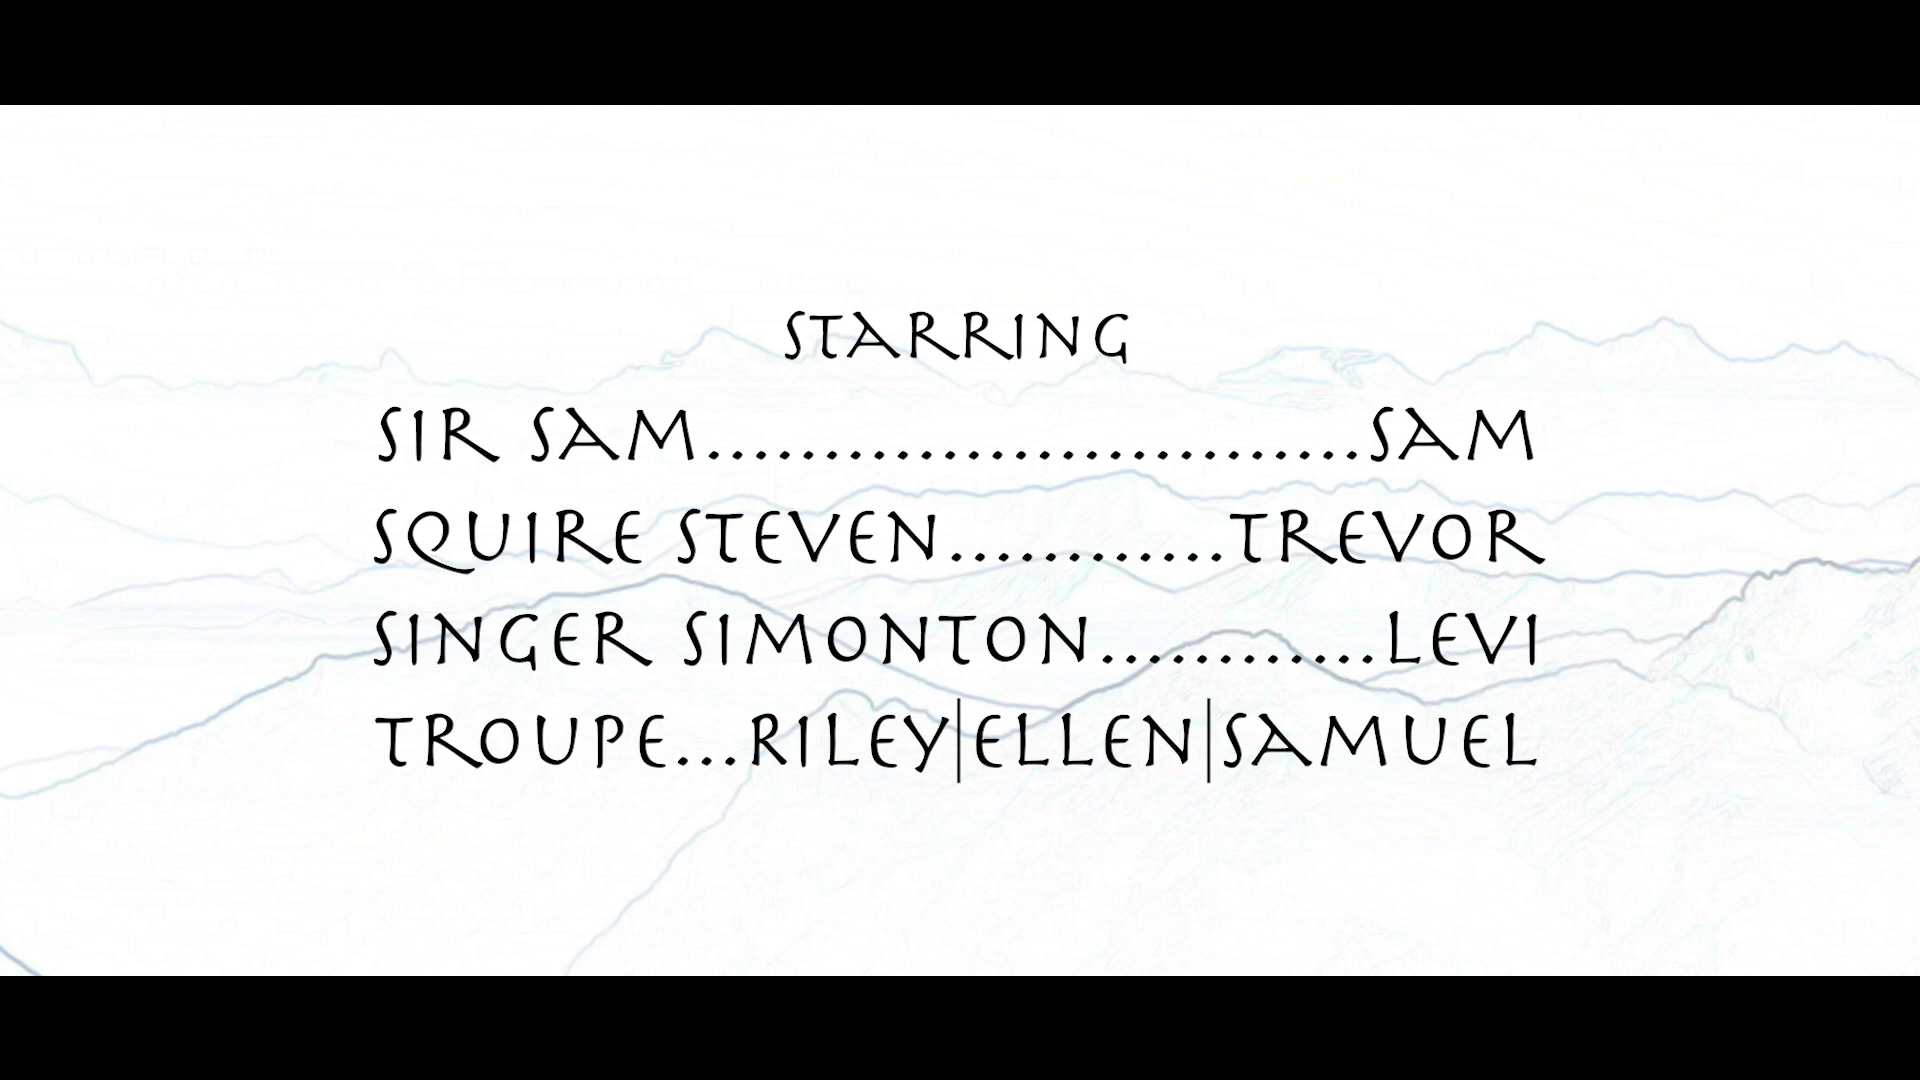 STARRING
SIR SAM............................SAM
SQUIRE STEVEN............TREVOR
SINGER SIMONTON............LEVI
TROUPE...RILEY|ELLEN|SAMUEL